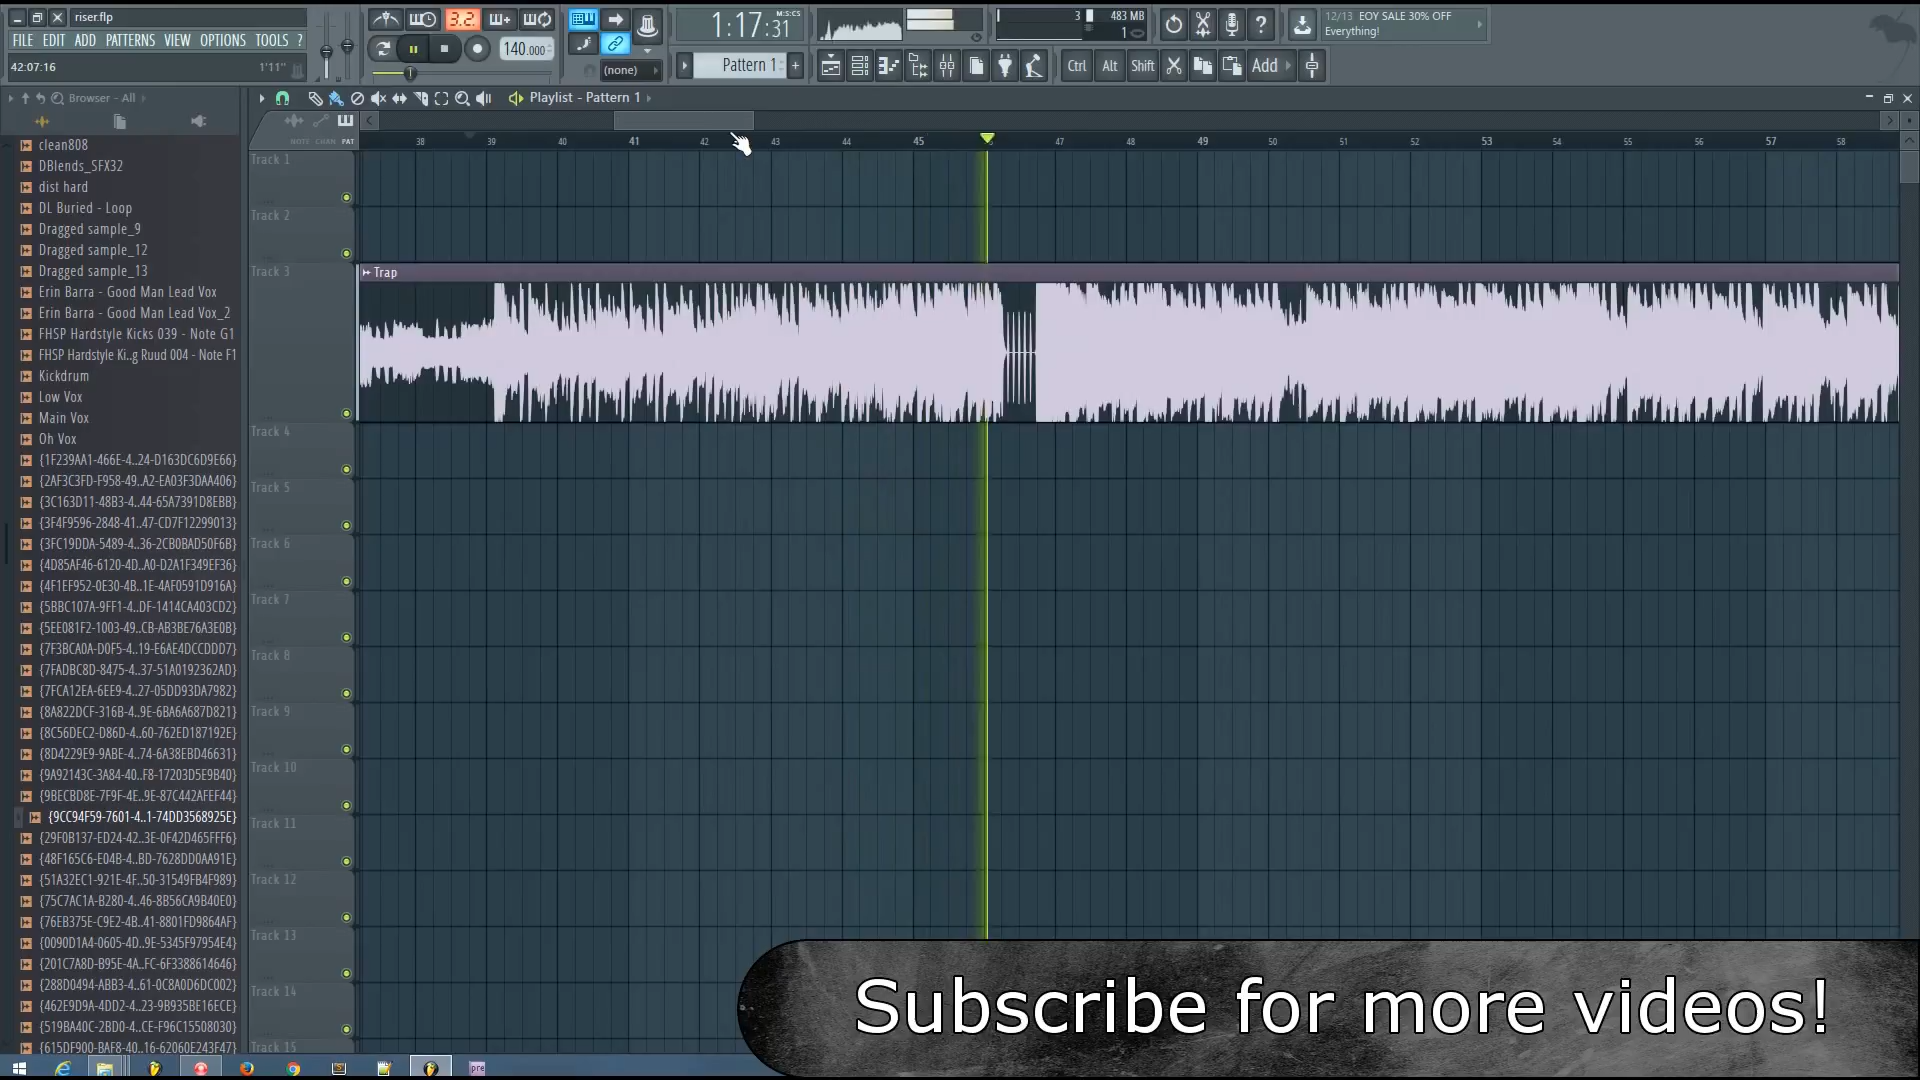 riser.flp
FILE EDIT ADD PATTERNS VIEW OPTIONS TOOLS ?
42:07:16 1'11"
3.2.
140.000
(none)
1:17:31 M:S:CS
Pattern 1 +
3 483 MB
1
Ctrl Alt Shift Add
12/13 EOY SALE 30% OFF
Everything!
Browser - All
Playlist - Pattern 1
NOTE CHAN PAT
38 39 40 41 42 43 44 45 47 48 49 50 51 52 53 54 55 56 57 58
clean808
DBlends_SFX32
dist hard
DL Buried - Loop
Dragged sample_9
Dragged sample_12
Dragged sample_13
Erin Barra - Good Man Lead Vox
Erin Barra - Good Man Lead Vox_2
FHSP Hardstyle Kicks 039 - Note G1
FHSP Hardstyle Ki..g Ruud 004 - Note F1
Kickdrum
Low Vox
Main Vox
Oh Vox
{1F239AA1-466E-4..24-D163DC6D9E66}
{2AF3C3FD-F958-49..A2-EA03F3DAA406}
{3C163D11-48B3-4..44-65A7391D8EBB}
{3F4F9596-2848-41..47-CD7F12299013}
{3FC19DDA-5489-4..36-2CB0BAD50F6B}
{4D85AF46-6120-4D..A0-D2A1F349EF36}
{4F1EF952-0E30-4B..1E-4AF0591D916A}
{5BBC107A-9FF1-4..DF-1414CA403CD2}
{5EE081F2-1003-49..CB-AB3BE76A3E0B}
{7F3BCA0A-D0F5-4..19-E6AE4DCCDDD7}
{7FADBC8D-8475-4..37-51A0192362AD}
{7FCA12EA-6EE9-4..27-05DD93DA7982}
{8A822DCF-316B-4..9E-6BA6A687D821}
{8C56DEC2-D86D-4..60-762ED187192E}
{8D4229E9-9ABE-4..74-6A38EBD46631}
{9A92143C-3A84-40..F8-17203D5E9B40}
{9BECBD8E-7F9F-4E..9E-87C442AFEF44}
{9CC94F59-7601-4..1-74DD3568925E}
{29F0B137-ED24-42..3E-0F42D465FFF6}
{48F165C6-E04B-4..BD-7628DD0AA91E}
{51A32EC1-921E-4F..50-31549FB4F989}
{75C7AC1A-B280-4..46-8B56CA9B40E0}
{76EB375E-C9E2-4B..41-8801FD9864AF}
{0090D1A4-0605-4D..9E-5345F97954E4}
{201C7A8D-B95E-4A..FC-6F3388614646}
{288D0494-ABB3-4..61-0C8A0D6DC002}
{462E9D9A-4DD2-4..23-9B935BE16ECE}
{519BA40C-2BD0-4..CE-F96C15508030}
{615DF900-BAF8-40..16-62060E243F47}
Track 1
Track 2
Track 3
Trap
Track 4
Track 5
Track 6
Track 7
Track 8
Track 9
Track 10
Track 11
Track 12
Track 13
Track 14
Track 15
Subscribe for more videos!
pre